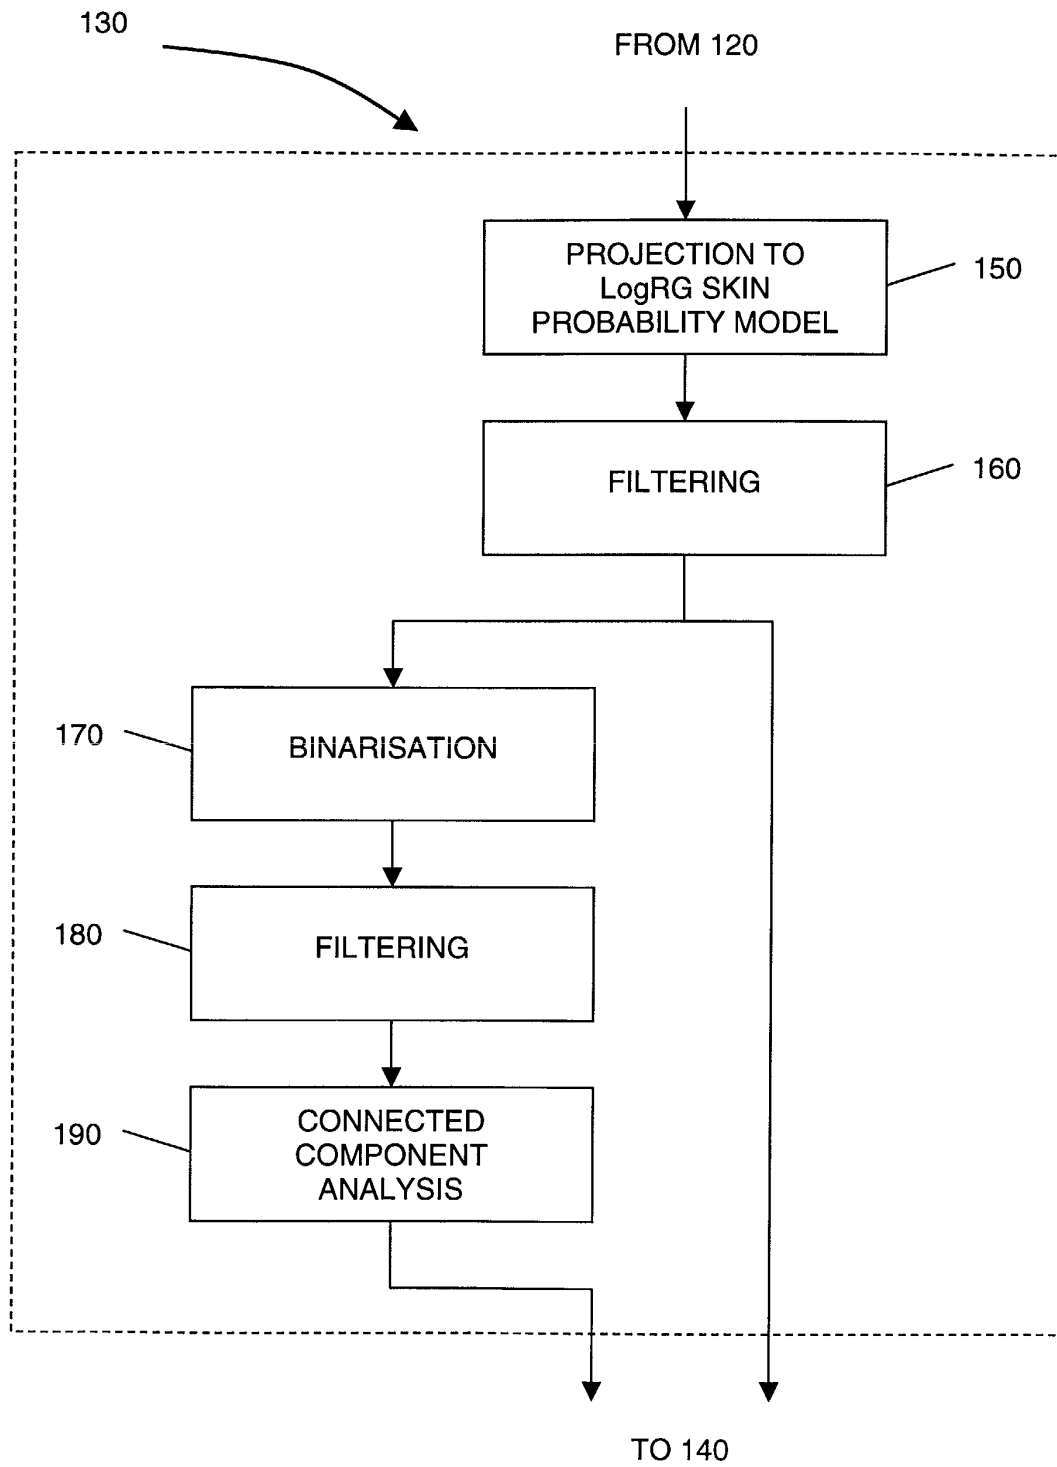 130
FROM 120
PROJECTION TO
LogRG SKIN
PROBABILITY MODEL
150
FILTERING
160
170
BINARISATION
180
FILTERING
190
CONNECTED
COMPONENT
ANALYSIS
TO 140